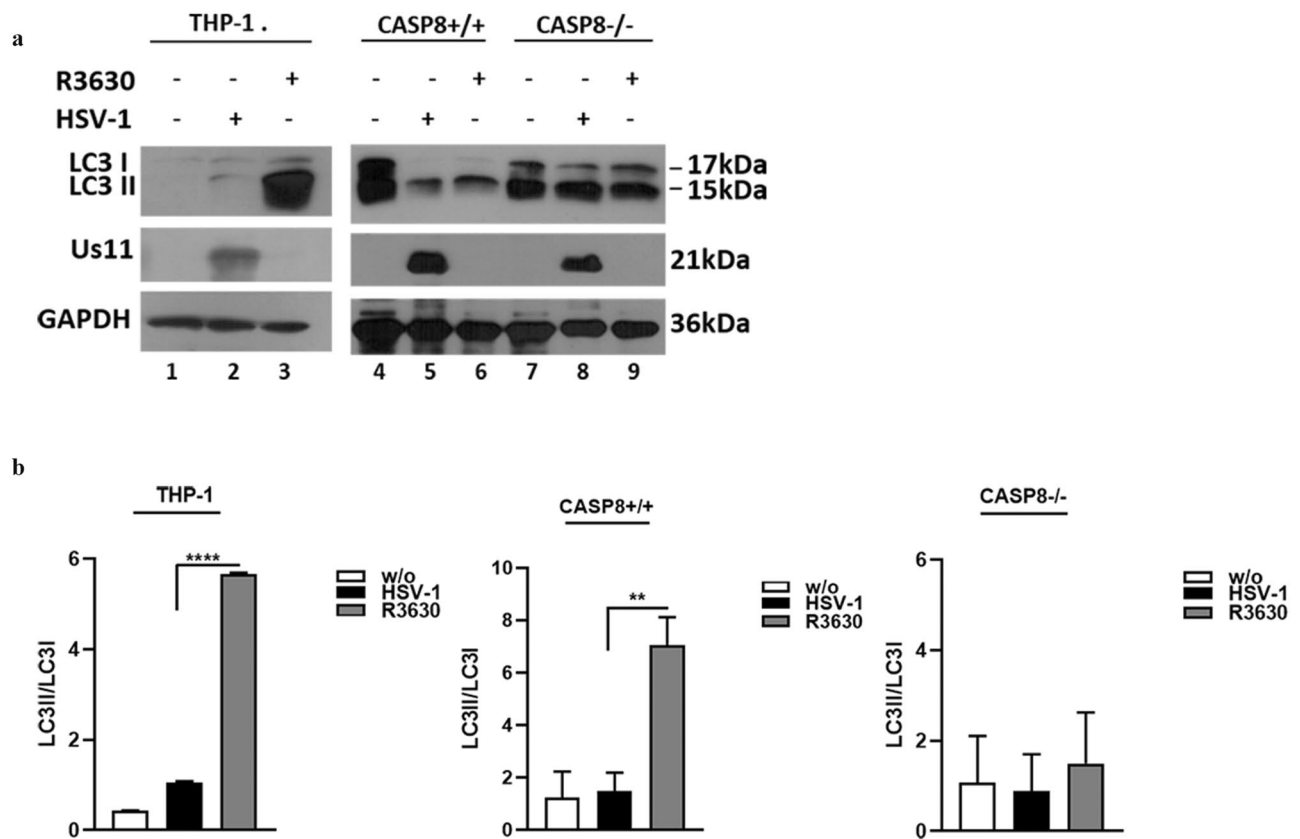 a
THP-1 . CASP8+/+ CASP8-/-
R3630 - - + - - + - - +
HSV-1 - + - - + - - + -
LC3 I 17kDa
LC3 II 15kDa
Us11 21kDa
GAPDH 36kDa
1 2 3 4 5 6 7 8 9
b
THP-1
LC3II/LC3I
6
4
2
0
****
w/o
HSV-1
R3630
CASP8+/+
LC3II/LC3I
10
8
6
4
2
0
**
w/o
HSV-1
R3630
CASP8-/-
LC3II/LC3I
6
4
2
0
w/o
HSV-1
R3630